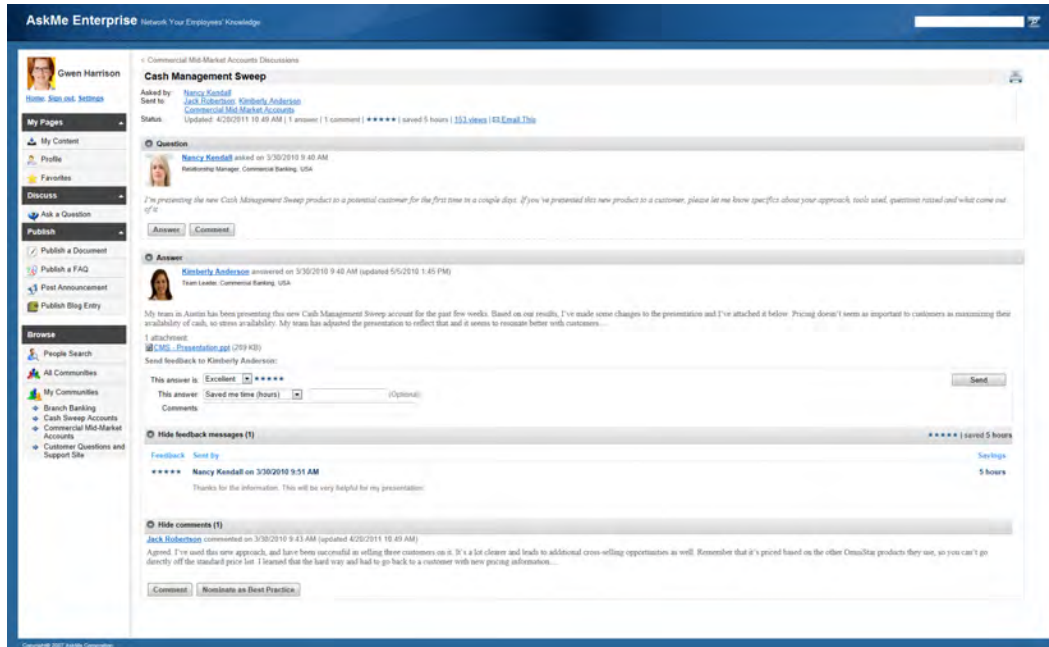 AskMe Enterprise Network Your Employees' Knowledge
Gwen Harrison
Home, Sign out, Settings
My Pages
My Content
Profile
Favorites
Discuss
Ask a Question
Publish
Publish a Document
Publish a FAQ
Post Announcement
Publish Blog Entry
Browse
People Search
All Communities
My Communities
Branch Banking
Cash Sweep Accounts
Commercial Mid-Market
Accounts
Customer Questions and
Support Site
‹ Commercial Mid-Market Accounts Discussions
Cash Management Sweep
Asked by: Nancy Kendall
Sent to Jack Robertson, Kimberly Anderson
Commercial Mid-Market Accounts
Status Updated: 4/20/2011 10:49 AM | 1 answer | 1 comment | ★★★★★ | saved 5 hours | 353 views | Email This
Question
Nancy Kendall asked on 3/30/2010 9:40 AM
Relationship Manager, Commercial Banking, USA
I'm presenting the new Cash Management Sweep product to a potential customer for the first time in a couple days. If you've presented this new product to a customer, please let me know specifics about your approach, tools used, questions raised and what came out
of it
Answer Comment
Answer
Kimberly Anderson answered on 3/30/2010 9:40 AM (updated 5/5/2010 1:45 PM)
Team Leader, Commercial Banking, USA
My team in Austin has been presenting this new Cash Management Sweep account for the past few weeks. Based on our results, I've made some changes to the presentation and I've attached it below. Pricing doesn't seem as important to customers as maximizing their
availability of cash, so stress availability. My team has adjusted the presentation to reflect that and it seems to resonate better with customers...
1 attachment:
CMS - Presentation.ppt (209 KB)
Send feedback to Kimberly Anderson:
This answer is: Excellent ★★★★★ Send
This answer Saved me time (hours) (Optional)
Comments
Hide feedback messages (1) ★★★★★ | saved 5 hours
Feedback Sent by Savings
★★★★★ Nancy Kendall on 3/30/2010 9:51 AM 5 hours
Thanks for the information. This will be very helpful for my presentation.
Hide comments (1)
Jack Robertson commented on 3/30/2010 9:43 AM (updated 4/20/2011 10:49 AM)
Agreed. I've used this new approach, and have been successful in selling three customers on it. It's a lot clearer and leads to additional cross-selling opportunities as well. Remember that it's priced based on the other OmniStar products they use, so you can't go
directly off the standard price list. I learned that the hard way and had to go back to a customer with new pricing information...
Comment Nominate as Best Practice
Copyright© 2007 AskMe Corporation